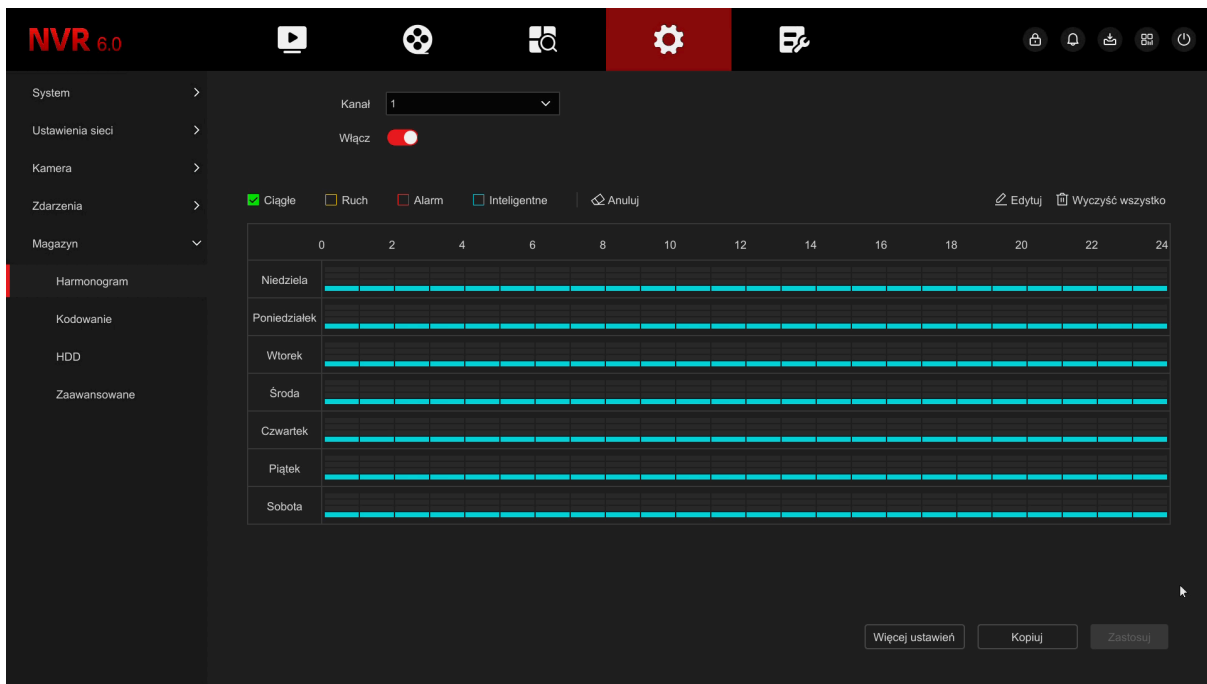 NVR 6.0
System
Ustawienia sieci
Kamera
Zdarzenia
Magazyn
Harmonogram
Kodowanie
HDD
Zaawansowane
Kanał 1
Włącz
Ciągłe Ruch Alarm Inteligentne Anuluj Edytuj Wyczyść wszystko
0 2 4 6 8 10 12 14 16 18 20 22 24
Niedziela
Poniedziałek
Wtorek
Środa
Czwartek
Piątek
Sobota
Więcej ustawień Kopiuj Zastosuj